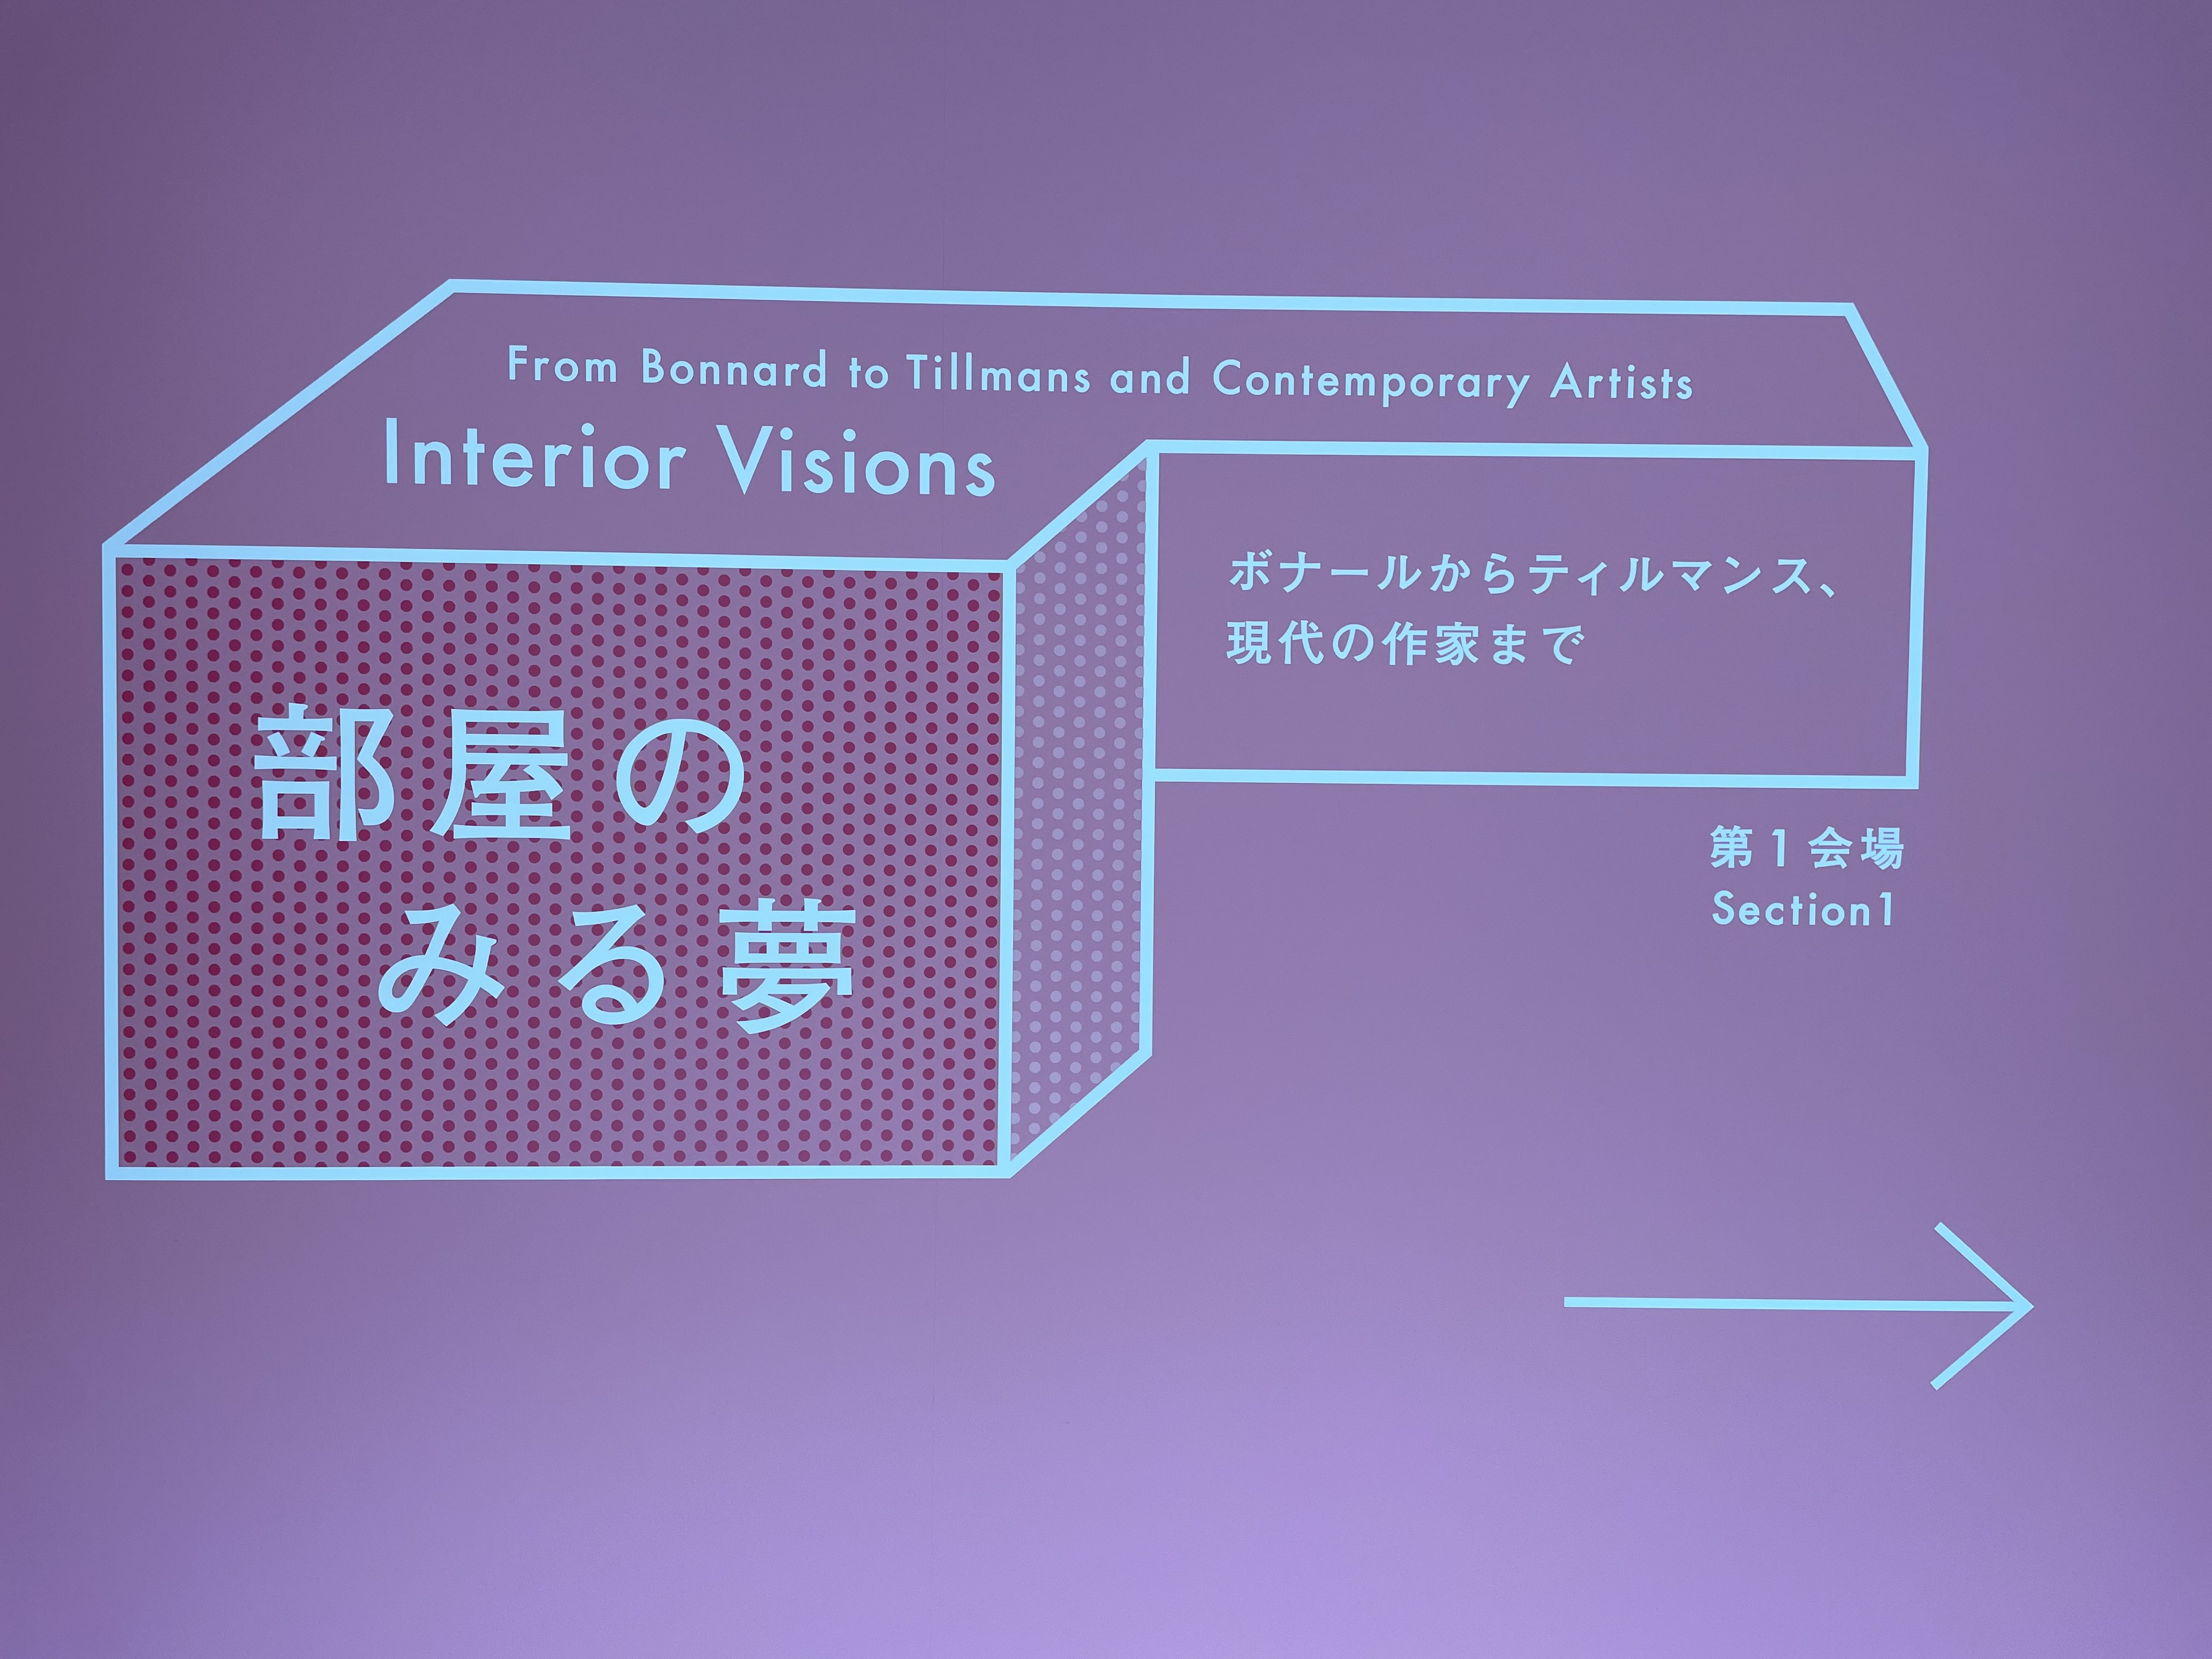 From Bonnard to Tillmans and Contemporary Artists
Interior Visions
部屋の
みる夢
ボナールからティルマンス、
現代の作家まで
第1会場
Section1